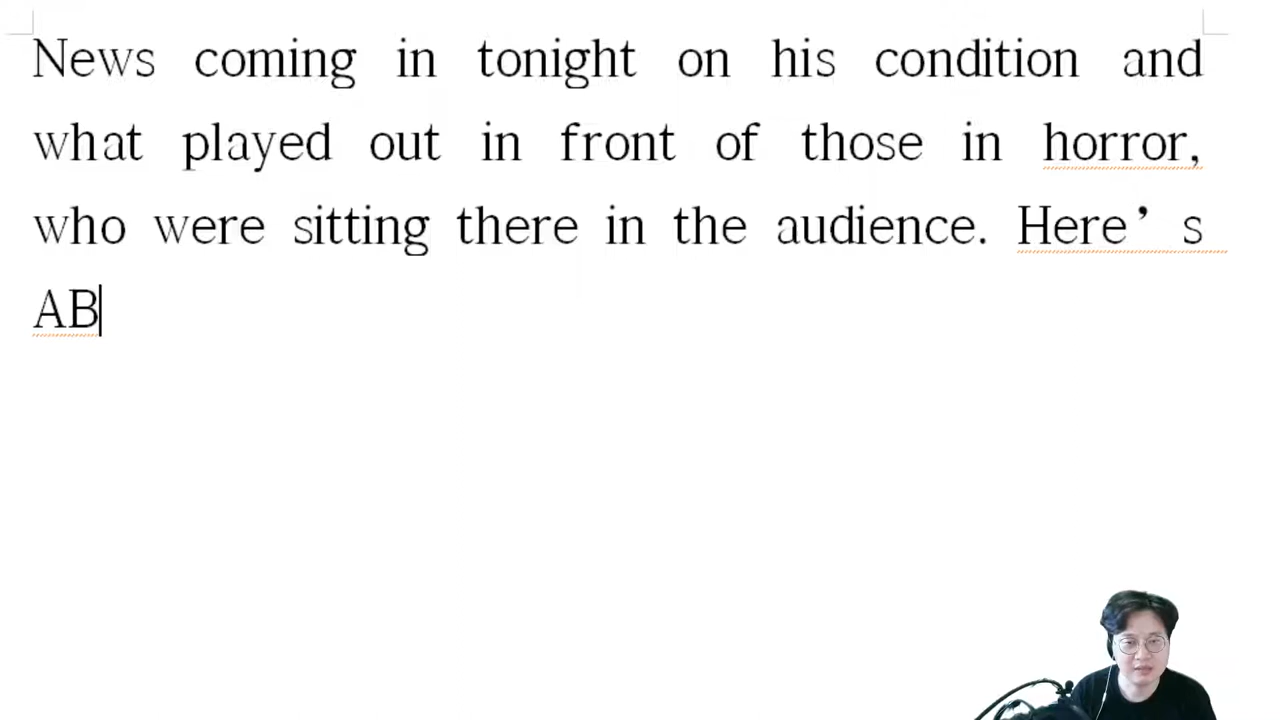 News coming in tonight on his condition and
what played out in front of those in horror,
who were sitting there in the audience. Here’ s
AB